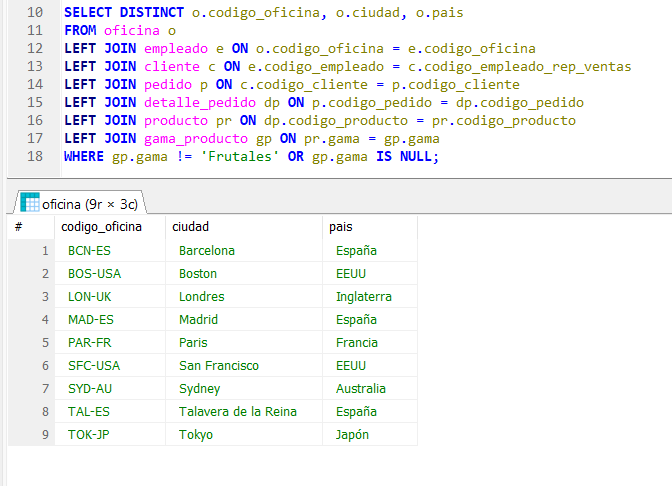 10 SELECT DISTINCT o.codigo_oficina, o.ciudad, o.pais
11 FROM oficina o
12 LEFT JOIN empleado e ON o.codigo_oficina = e.codigo_oficina
13 LEFT JOIN cliente c ON e.codigo_empleado = c.codigo_empleado_rep_ventas
14 LEFT JOIN pedido p ON c.codigo_cliente = p.codigo_cliente
15 LEFT JOIN detalle_pedido dp ON p.codigo_pedido = dp.codigo_pedido
16 LEFT JOIN producto pr ON dp.codigo_producto = pr.codigo_producto
17 LEFT JOIN gama_producto gp ON pr.gama = gp.gama
18 WHERE gp.gama != 'Frutales' OR gp.gama IS NULL;
oficina (9r × 3c)
# codigo_oficina ciudad pais
1 BCN-ES Barcelona España
2 BOS-USA Boston EEUU
3 LON-UK Londres Inglaterra
4 MAD-ES Madrid España
5 PAR-FR Paris Francia
6 SFC-USA San Francisco EEUU
7 SYD-AU Sydney Australia
8 TAL-ES Talavera de la Reina España
9 TOK-JP Tokyo Japón